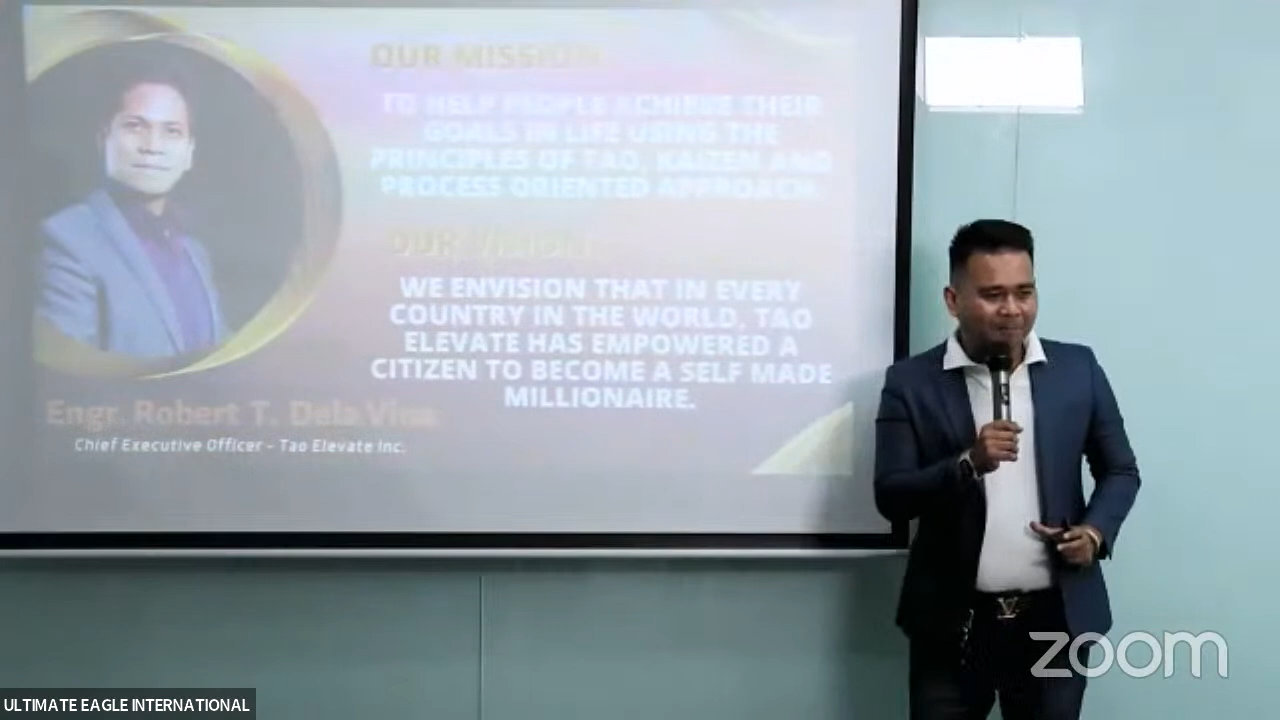 OUR MISSION
TO HELP PEOPLE ACHIEVE THEIR
GOALS IN LIFE USING THE
PRINCIPLES OF TAO, KAIZEN AND
PROCESS ORIENTED APPROACH.
OUR VISION
WE ENVISION THAT IN EVERY
COUNTRY IN THE WORLD, TAO
ELEVATE HAS EMPOWERED A
CITIZEN TO BECOME A SELF MADE
MILLIONAIRE.
Engr. Robert T. Dela Vina
Chief Executive Officer - Tao Elevate Inc.
zoom
ULTIMATE EAGLE INTERNATIONAL